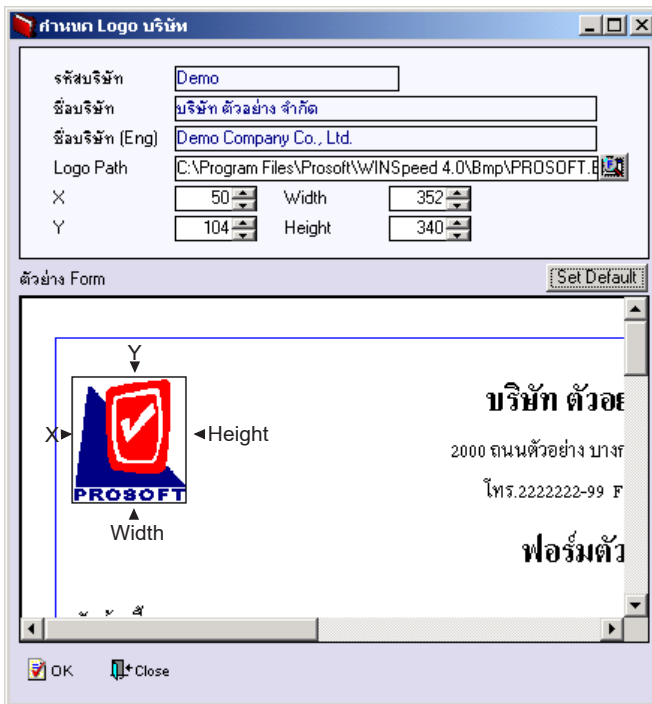 กำหนด Logo บริษัท
รหัสบริษัท Demo
ชื่อบริษัท บริษัท ตัวอย่าง จำกัด
ชื่อบริษัท (Eng) Demo Company Co., Ltd.
Logo Path C:\Program Files\Prosoft\WINSpeed 4.0\Bmp\PROSOFT.E
X 50 Width 352
Y 104 Height 340
ตัวย่าง Form Set Default
Y
บริษัท ตัวอย
X Height
2000 ถนนตัวอย่าง บางก
โทร.2222222-99 F
PROSOFT
Width
ฟอร์มตัว
OK Close